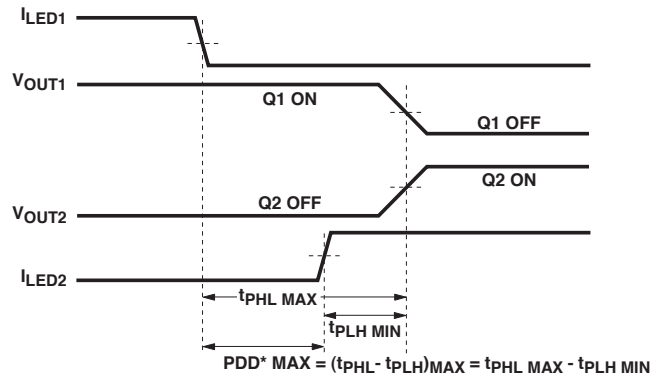 ILED1
VOUT1
Q1 ON
Q1 OFF
Q2 ON
Q2 OFF
VOUT2
ILED2
tPHL MAX
tPLH MIN
PDD* MAX = (tPHL- tPLH)MAX = tPHL MAX - tPLH MIN